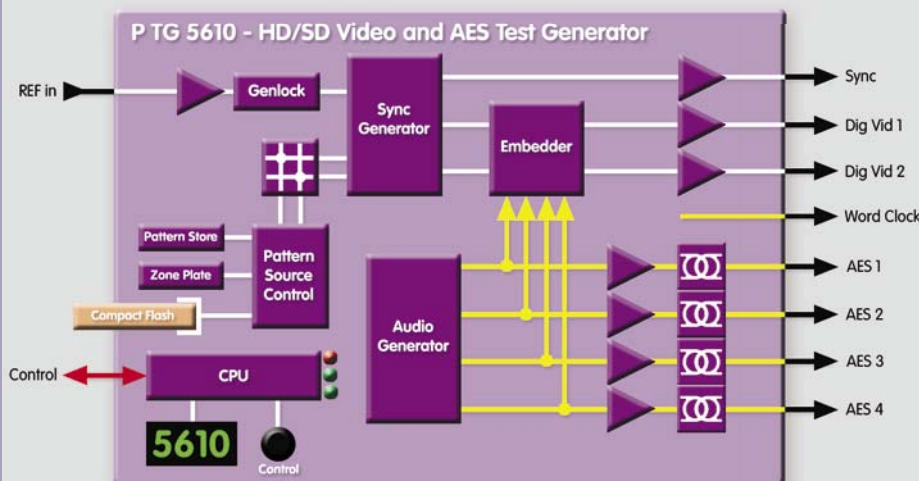 P TG 5610 - HD/SD Video and AES Test Generator
REF in
Genlock
Sync
Generator
Embedder
Sync
Dig Vid 1
Dig Vid 2
Word Clock
Pattern Store
Zone Plate
Compact Flash
Pattern
Source
Control
Audio
Generator
AES 1
AES 2
AES 3
AES 4
Control
CPU
5610
Control